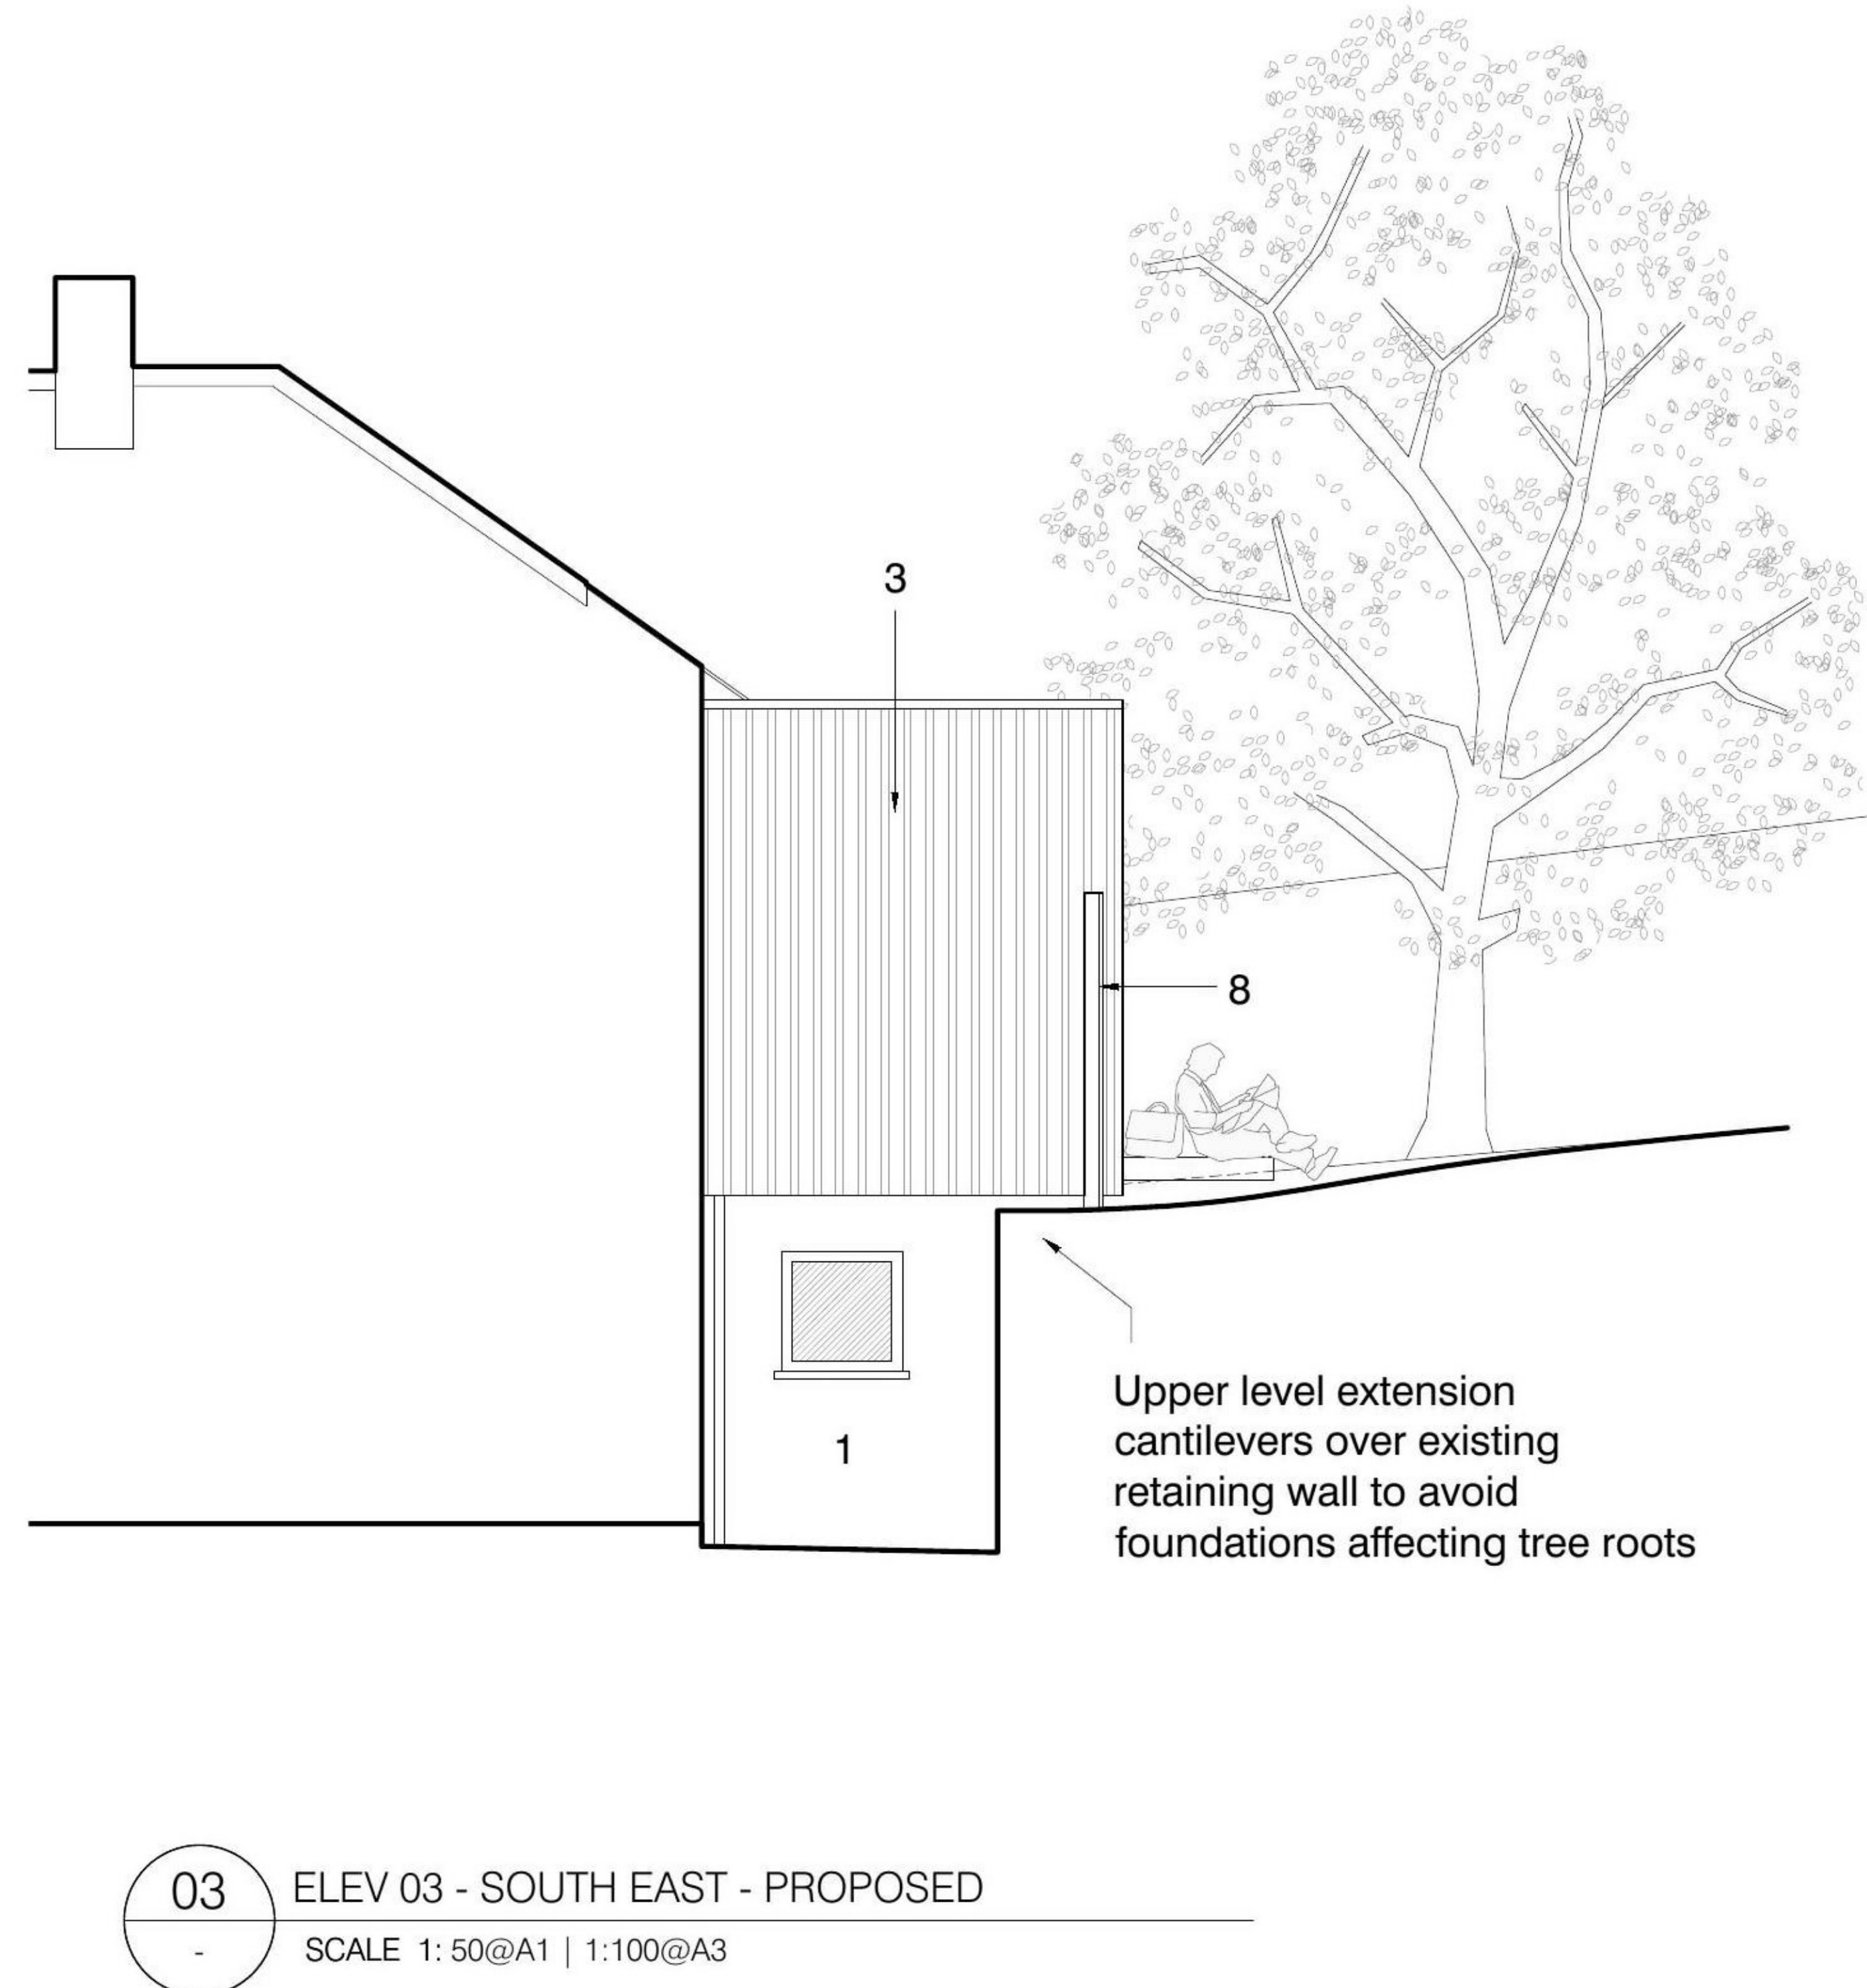 3
8
1
Upper level extension
cantilevers over existing
retaining wall to avoid
foundations affecting tree roots
03
ELEV 03 - SOUTH EAST - PROPOSED
-
SCALE 1: 50@A1 | 1:100@A3